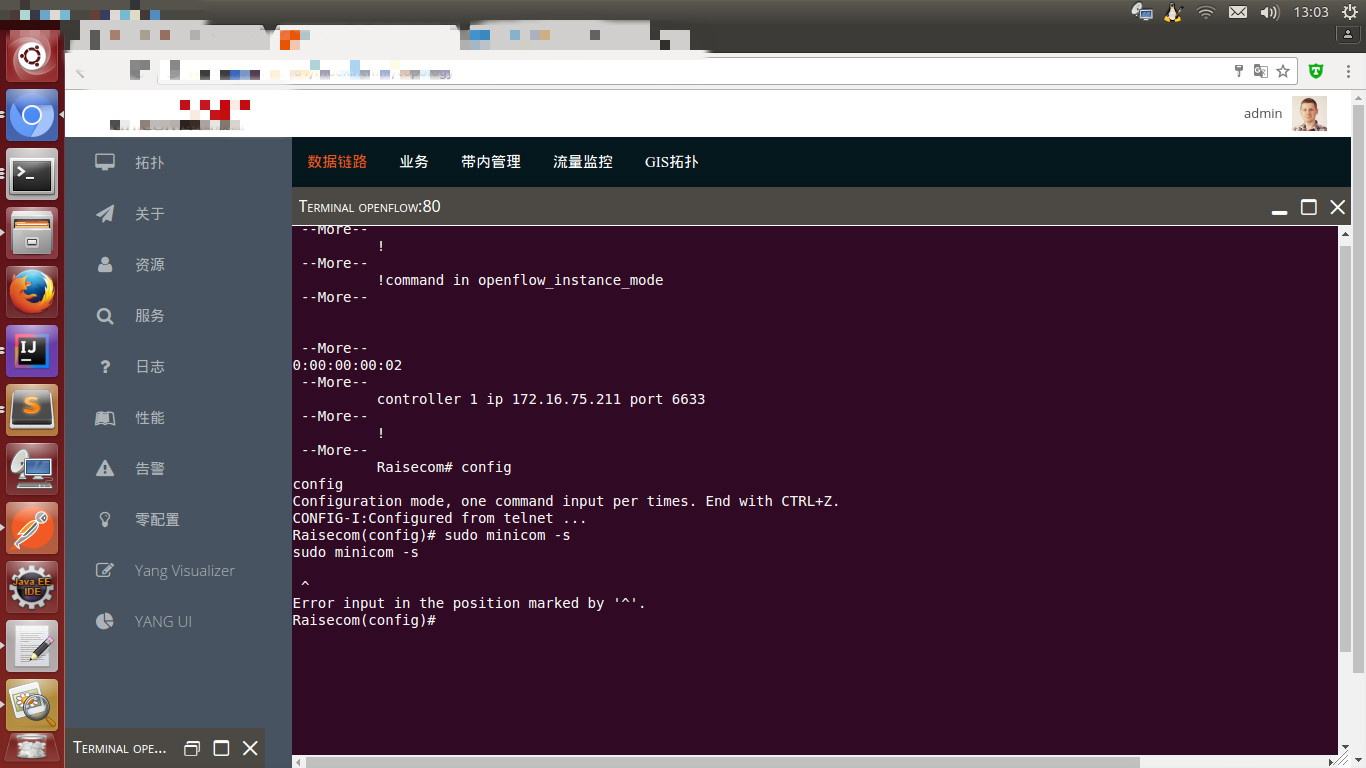 13:03
admin
拓扑
关于
资源
服务
日志
性能
告警
零配置
Yang Visualizer
YANG UI
数据链路 业务 带内管理 流量监控 GIS拓扑
Terminal openflow:80
--More--
!
--More--
!command in openflow_instance_mode
--More--
--More--
0:00:00:00:02
--More--
controller 1 ip 172.16.75.211 port 6633
--More--
!
--More--
Raisecom# config
config
Configuration mode, one command input per times. End with CTRL+Z.
CONFIG-I:Configured from telnet ...
Raisecom(config)# sudo minicom -s
sudo minicom -s
^
Error input in the position marked by '^'.
Raisecom(config)#
Terminal ope...
IJ
Java EE
IDE